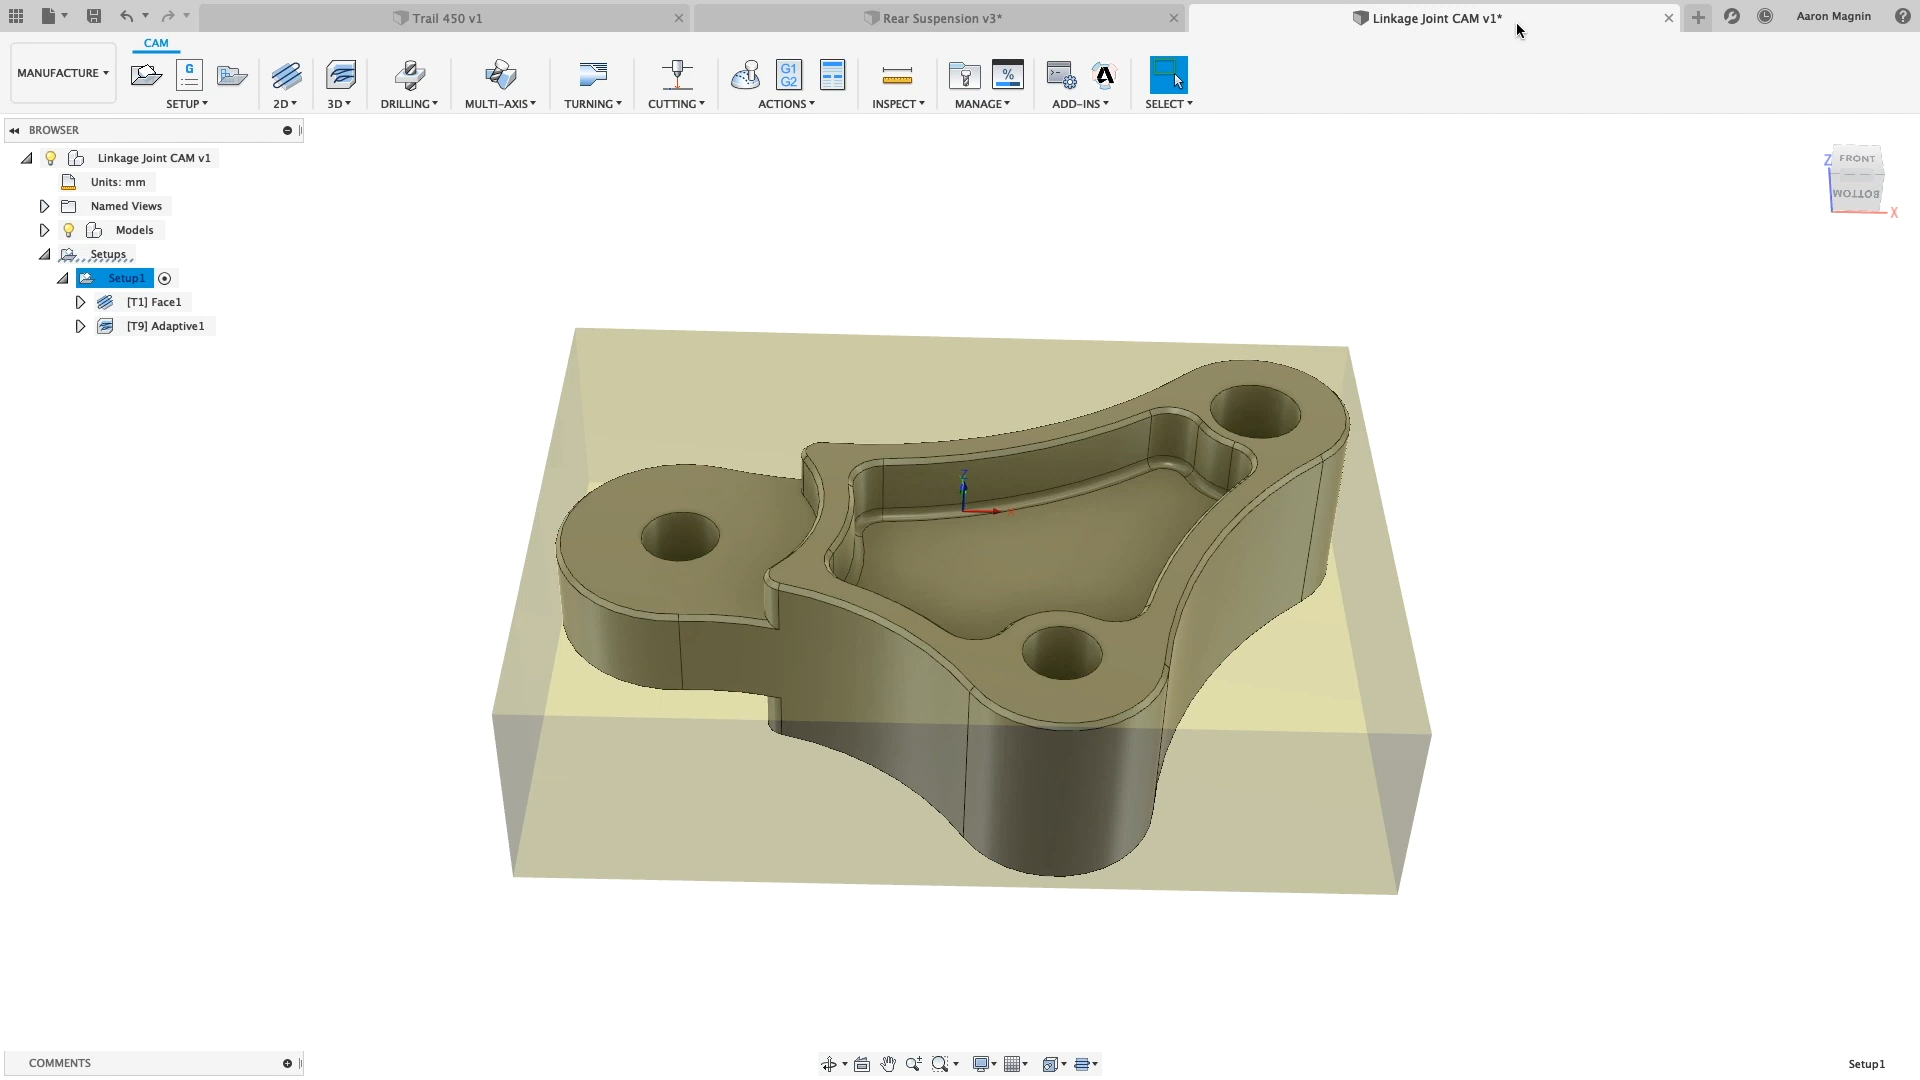 Trail 450 v1
Rear Suspension v3*
Linkage Joint CAM v1*
Aaron Magnin
CAM
MANUFACTURE
G
G1
G2
%
SETUP
2D
3D
DRILLING
MULTI-AXIS
TURNING
CUTTING
ACTIONS
INSPECT
MANAGE
ADD-INS
SELECT
BROWSER
Linkage Joint CAM v1
Units: mm
Named Views
Models
Setups
Setup1
[T1] Face1
[T9] Adaptive1
Z
FRONT
BOTTOM
X
Z
X
COMMENTS
Setup1